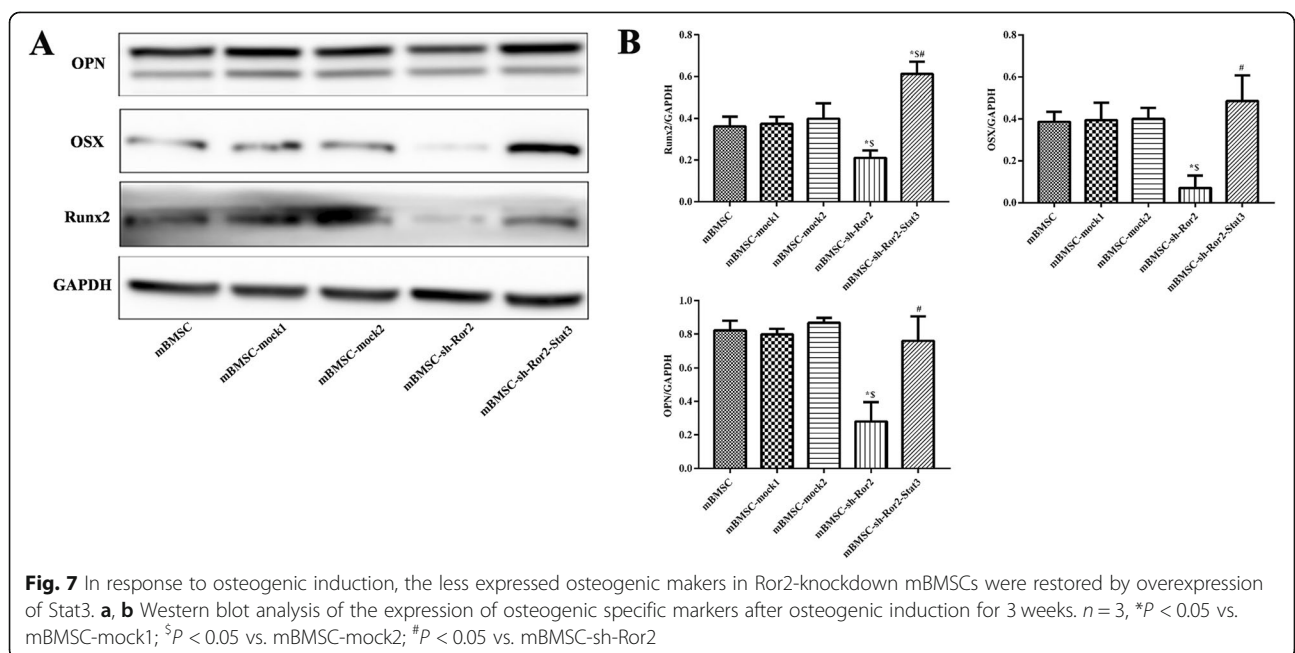 A
OPN
OSX
Runx2
GAPDH
mBMSC
mBMSC-mock1
mBMSC-mock2
mBMSC-sh-Ror2
mBMSC-sh-Ror2-Stat3
B
Runx2/GAPDH
0.8
0.6
0.4
0.2
0.0
*$
*$#
mBMSC
mBMSC-mock1
mBMSC-mock2
mBMSC-sh-Ror2
mBMSC-sh-Ror2-Stat3
OSX/GAPDH
0.8
0.6
0.4
0.2
0.0
*$
#
mBMSC
mBMSC-mock1
mBMSC-mock2
mBMSC-sh-Ror2
mBMSC-sh-Ror2-Stat3
OPN/GAPDH
1.0
0.8
0.6
0.4
0.2
0.0
*$
#
mBMSC
mBMSC-mock1
mBMSC-mock2
mBMSC-sh-Ror2
mBMSC-sh-Ror2-Stat3
Fig. 7 In response to osteogenic induction, the less expressed osteogenic makers in Ror2-knockdown mBMSCs were restored by overexpression
of Stat3. a, b Western blot analysis of the expression of osteogenic specific markers after osteogenic induction for 3 weeks. n = 3, *P < 0.05 vs.
mBMSC-mock1; $P < 0.05 vs. mBMSC-mock2; #P < 0.05 vs. mBMSC-sh-Ror2